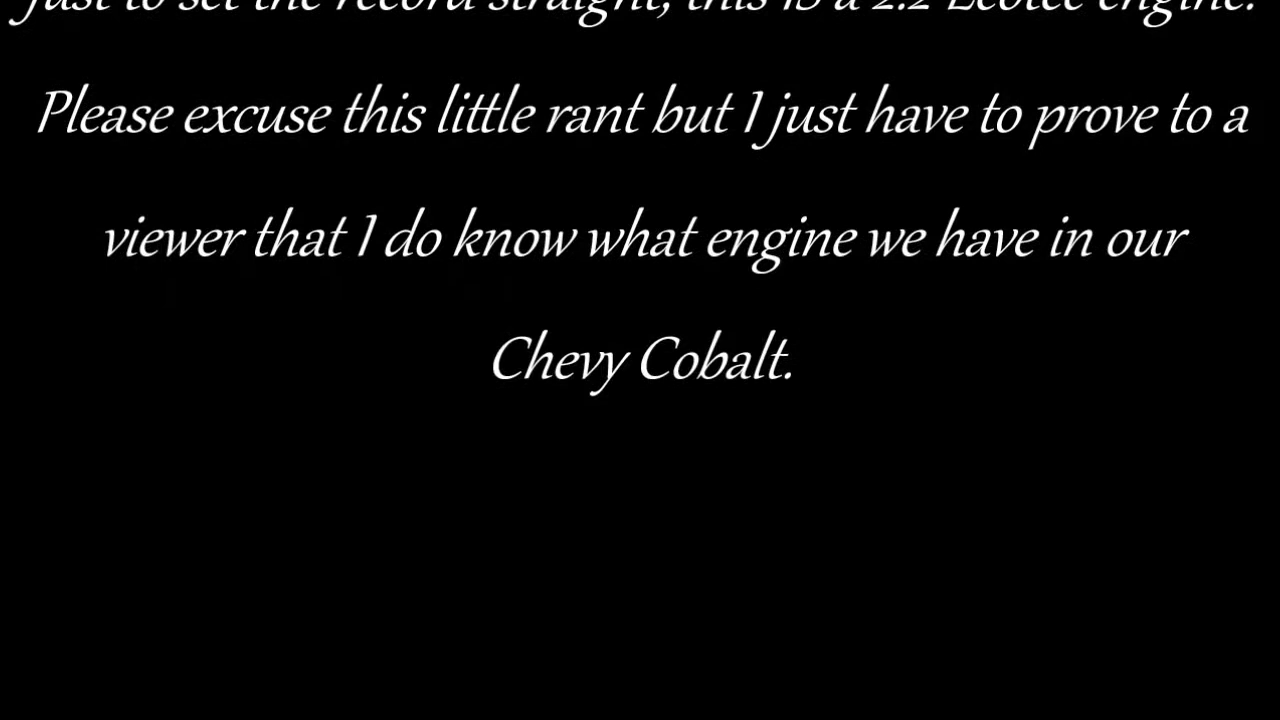 Just to set the record straight, this is a 2.2 Ecotec engine.
Please excuse this little rant but I just have to prove to a
viewer that I do know what engine we have in our
Chevy Cobalt.